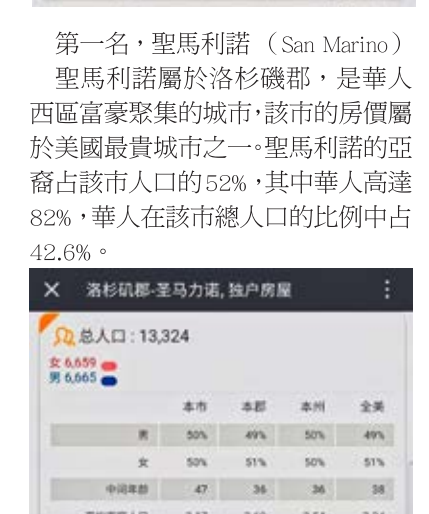 第一名，聖馬利諾（San Marino）
聖馬利諾屬於洛杉磯郡，是華人
西區富豪聚集的城市，該市的房價屬
於美國最貴城市之一。聖馬利諾的亞
裔占該市人口的52%，其中華人高達
82%，華人在該市總人口的比例中占
42.6%。
× 洛杉矶郡-圣马力诺, 独户房屋
总人口：13,324
女 6,659
男 6,665
本市 本郡 本州 全美
男 50% 49% 50% 49%
女 50% 51% 50% 51%
中间年龄 47 36 36 38